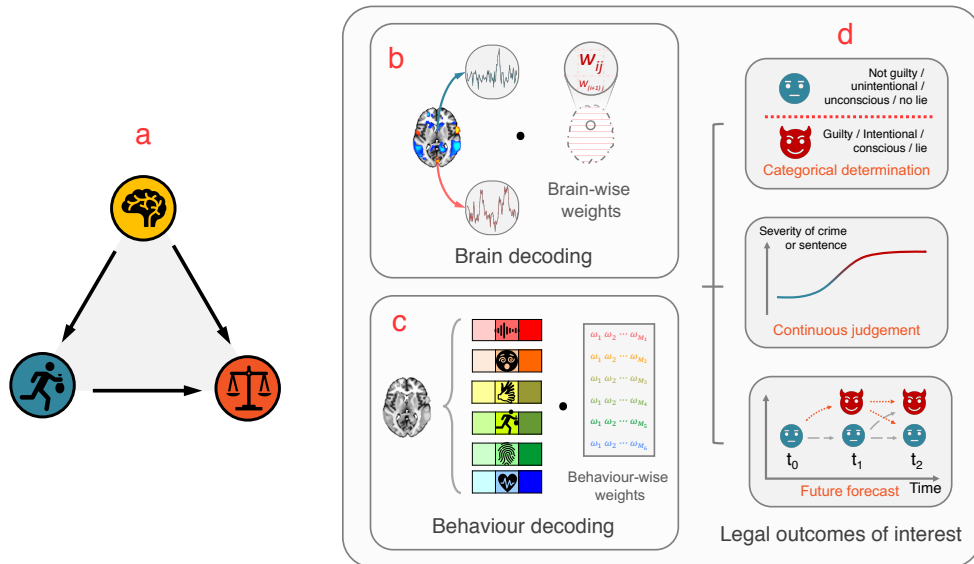 a
b
W ij
W (i+1) j
Brain-wise
weights
Brain decoding
c
ω1 ω2 ⋯ ωM1
ω1 ω2 ⋯ ωM2
ω1 ω2 ⋯ ωM3
ω1 ω2 ⋯ ωM4
ω1 ω2 ⋯ ωM5
ω1 ω2 ⋯ ωM6
Behaviour-wise
weights
Behaviour decoding
d
Not guilty /
unintentional /
unconscious / no lie
Guilty / Intentional /
conscious / lie
Categorical determination
Severity of crime
or sentence
Continuous judgement
t0 t1 t2
Future forecast
Time
Legal outcomes of interest